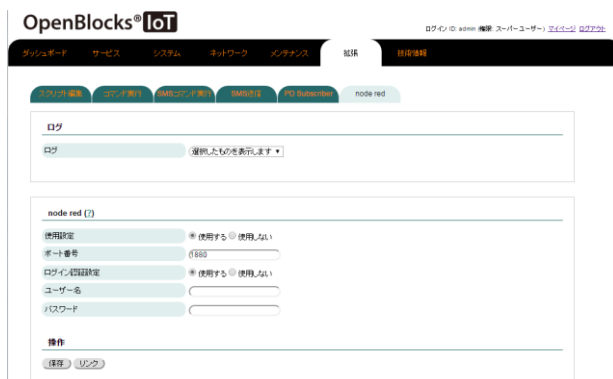 OpenBlocks® IoT
ログイン ID: admin (権限: スーパーユーザー) マイページ ログアウト
ダッシュボード サービス システム ネットワーク メンテナンス 拡張 技術情報
スクリプト編集 コマンド実行 SMSコマンド実行 SMS送信 PD Subscriber node red
ログ
ログ 選択したものを表示します ▼
node red (?)
使用設定 使用する 使用しない
ポート番号 1880
ログイン認証設定 使用する 使用しない
ユーザー名
パスワード
操作
保存 リンク